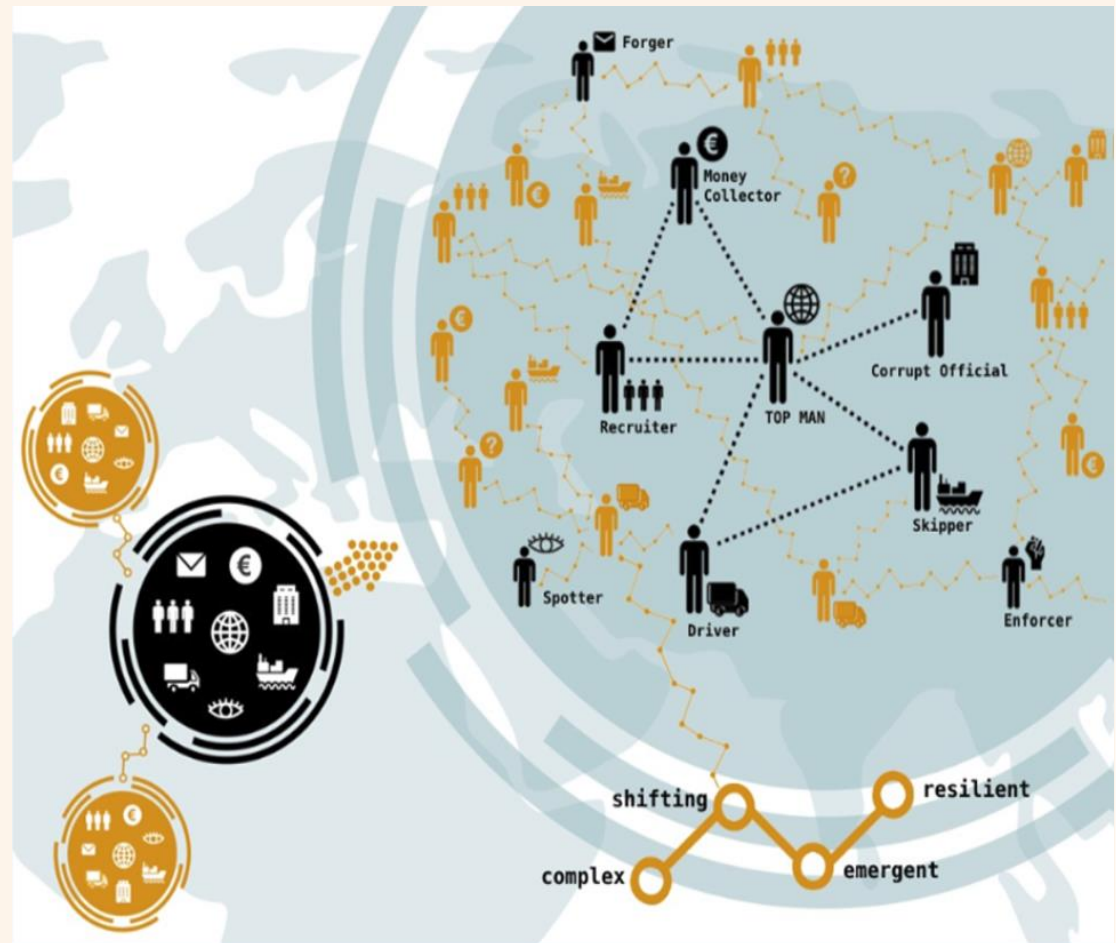 Forger
Money
Collector
Corrupt Official
TOP MAN
Recruiter
Skipper
Spotter
Driver
Enforcer
shifting
resilient
complex
emergent
€
€
€
€
€
€
€
?
?